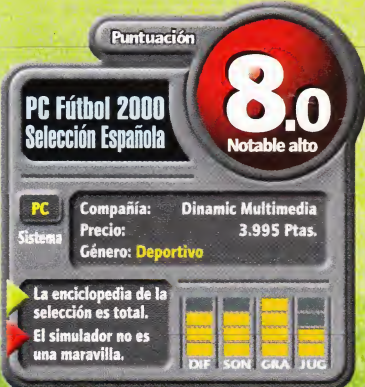 Puntuación
8.0
Notable alto
PC Fútbol 2000
Selección Española
PC
Sistema
Compañía: Dinamic Multimedia
Precio: 3.995 Ptas.
Género: Deportivo
La enciclopedia de la
selección es total.
El simulador no es
una maravilla.
DIF SON GRA JUG